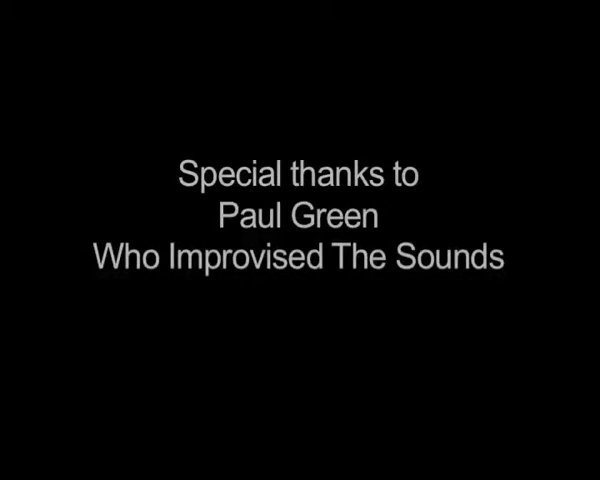 Special thanks to
Paul Green
Who Improvised The Sounds